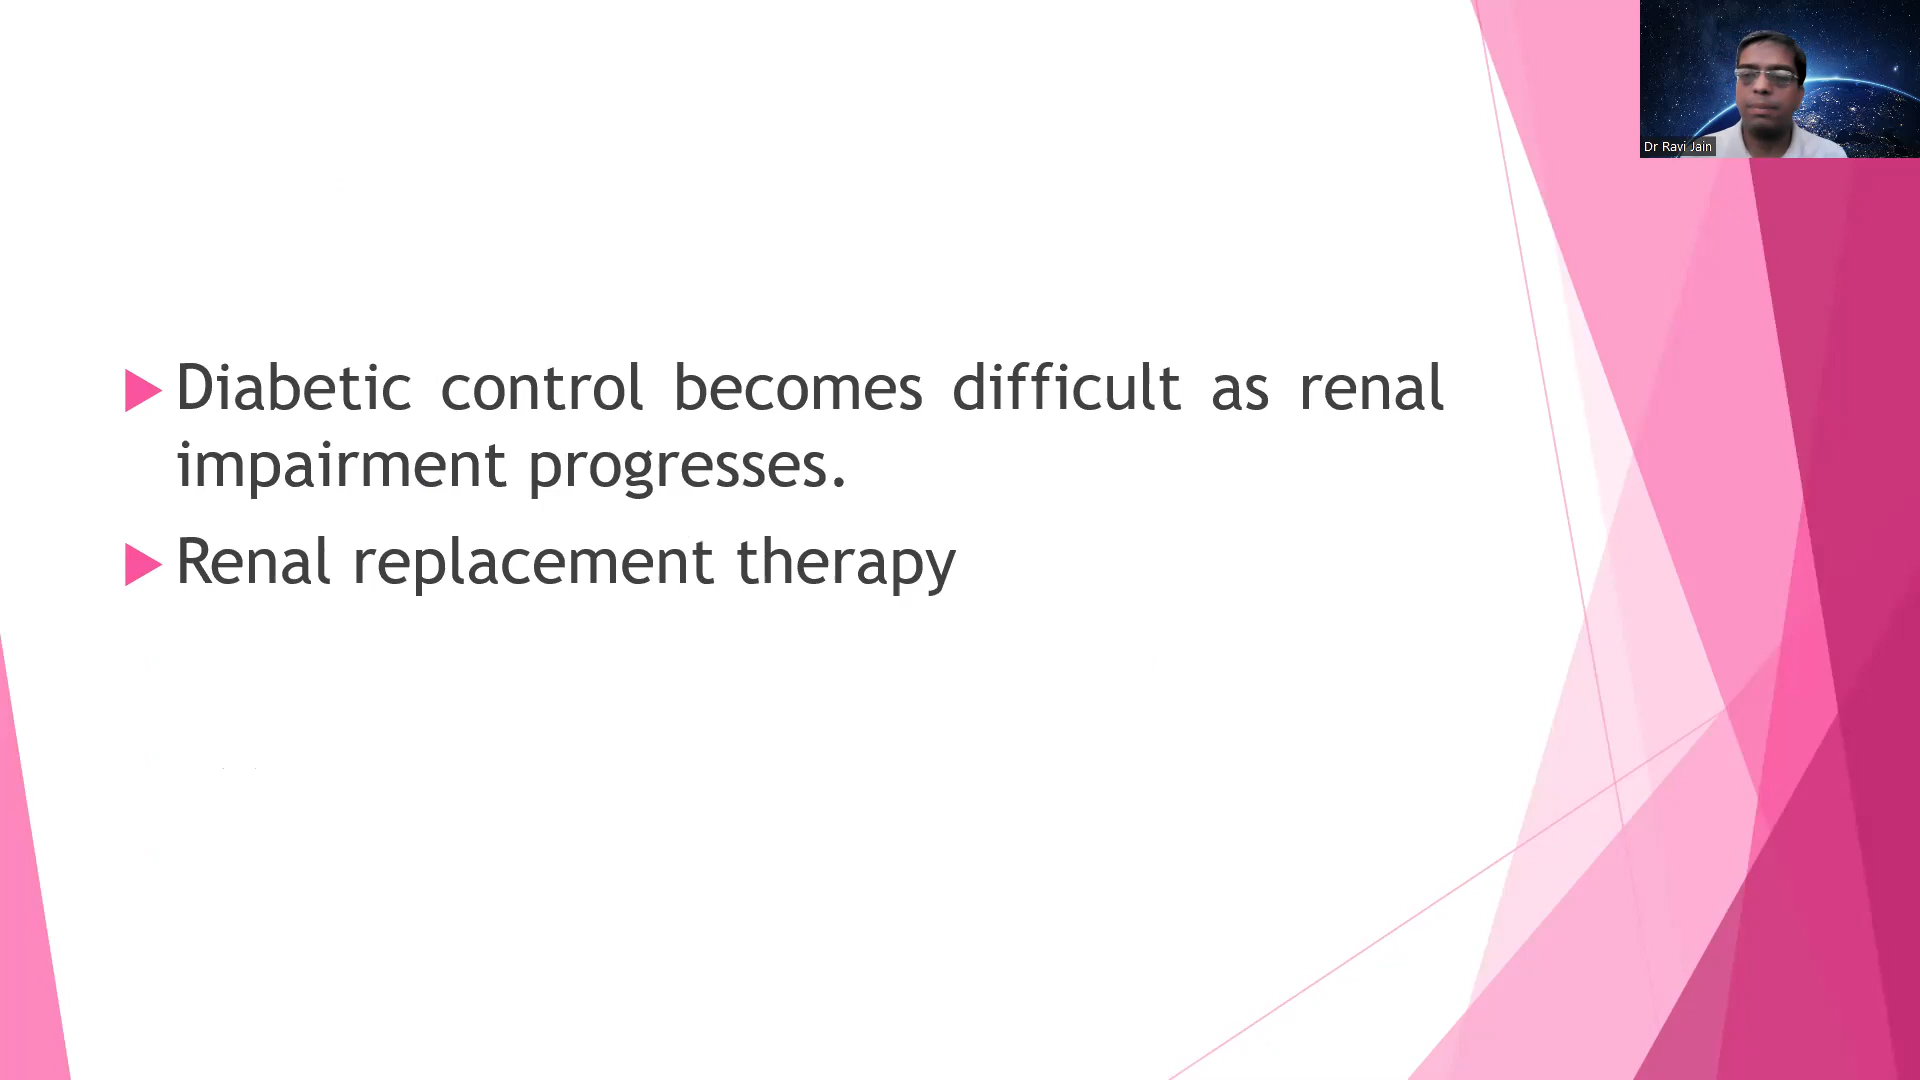 Dr Ravi Jain
Diabetic control becomes difficult as renal
impairment progresses.
Renal replacement therapy